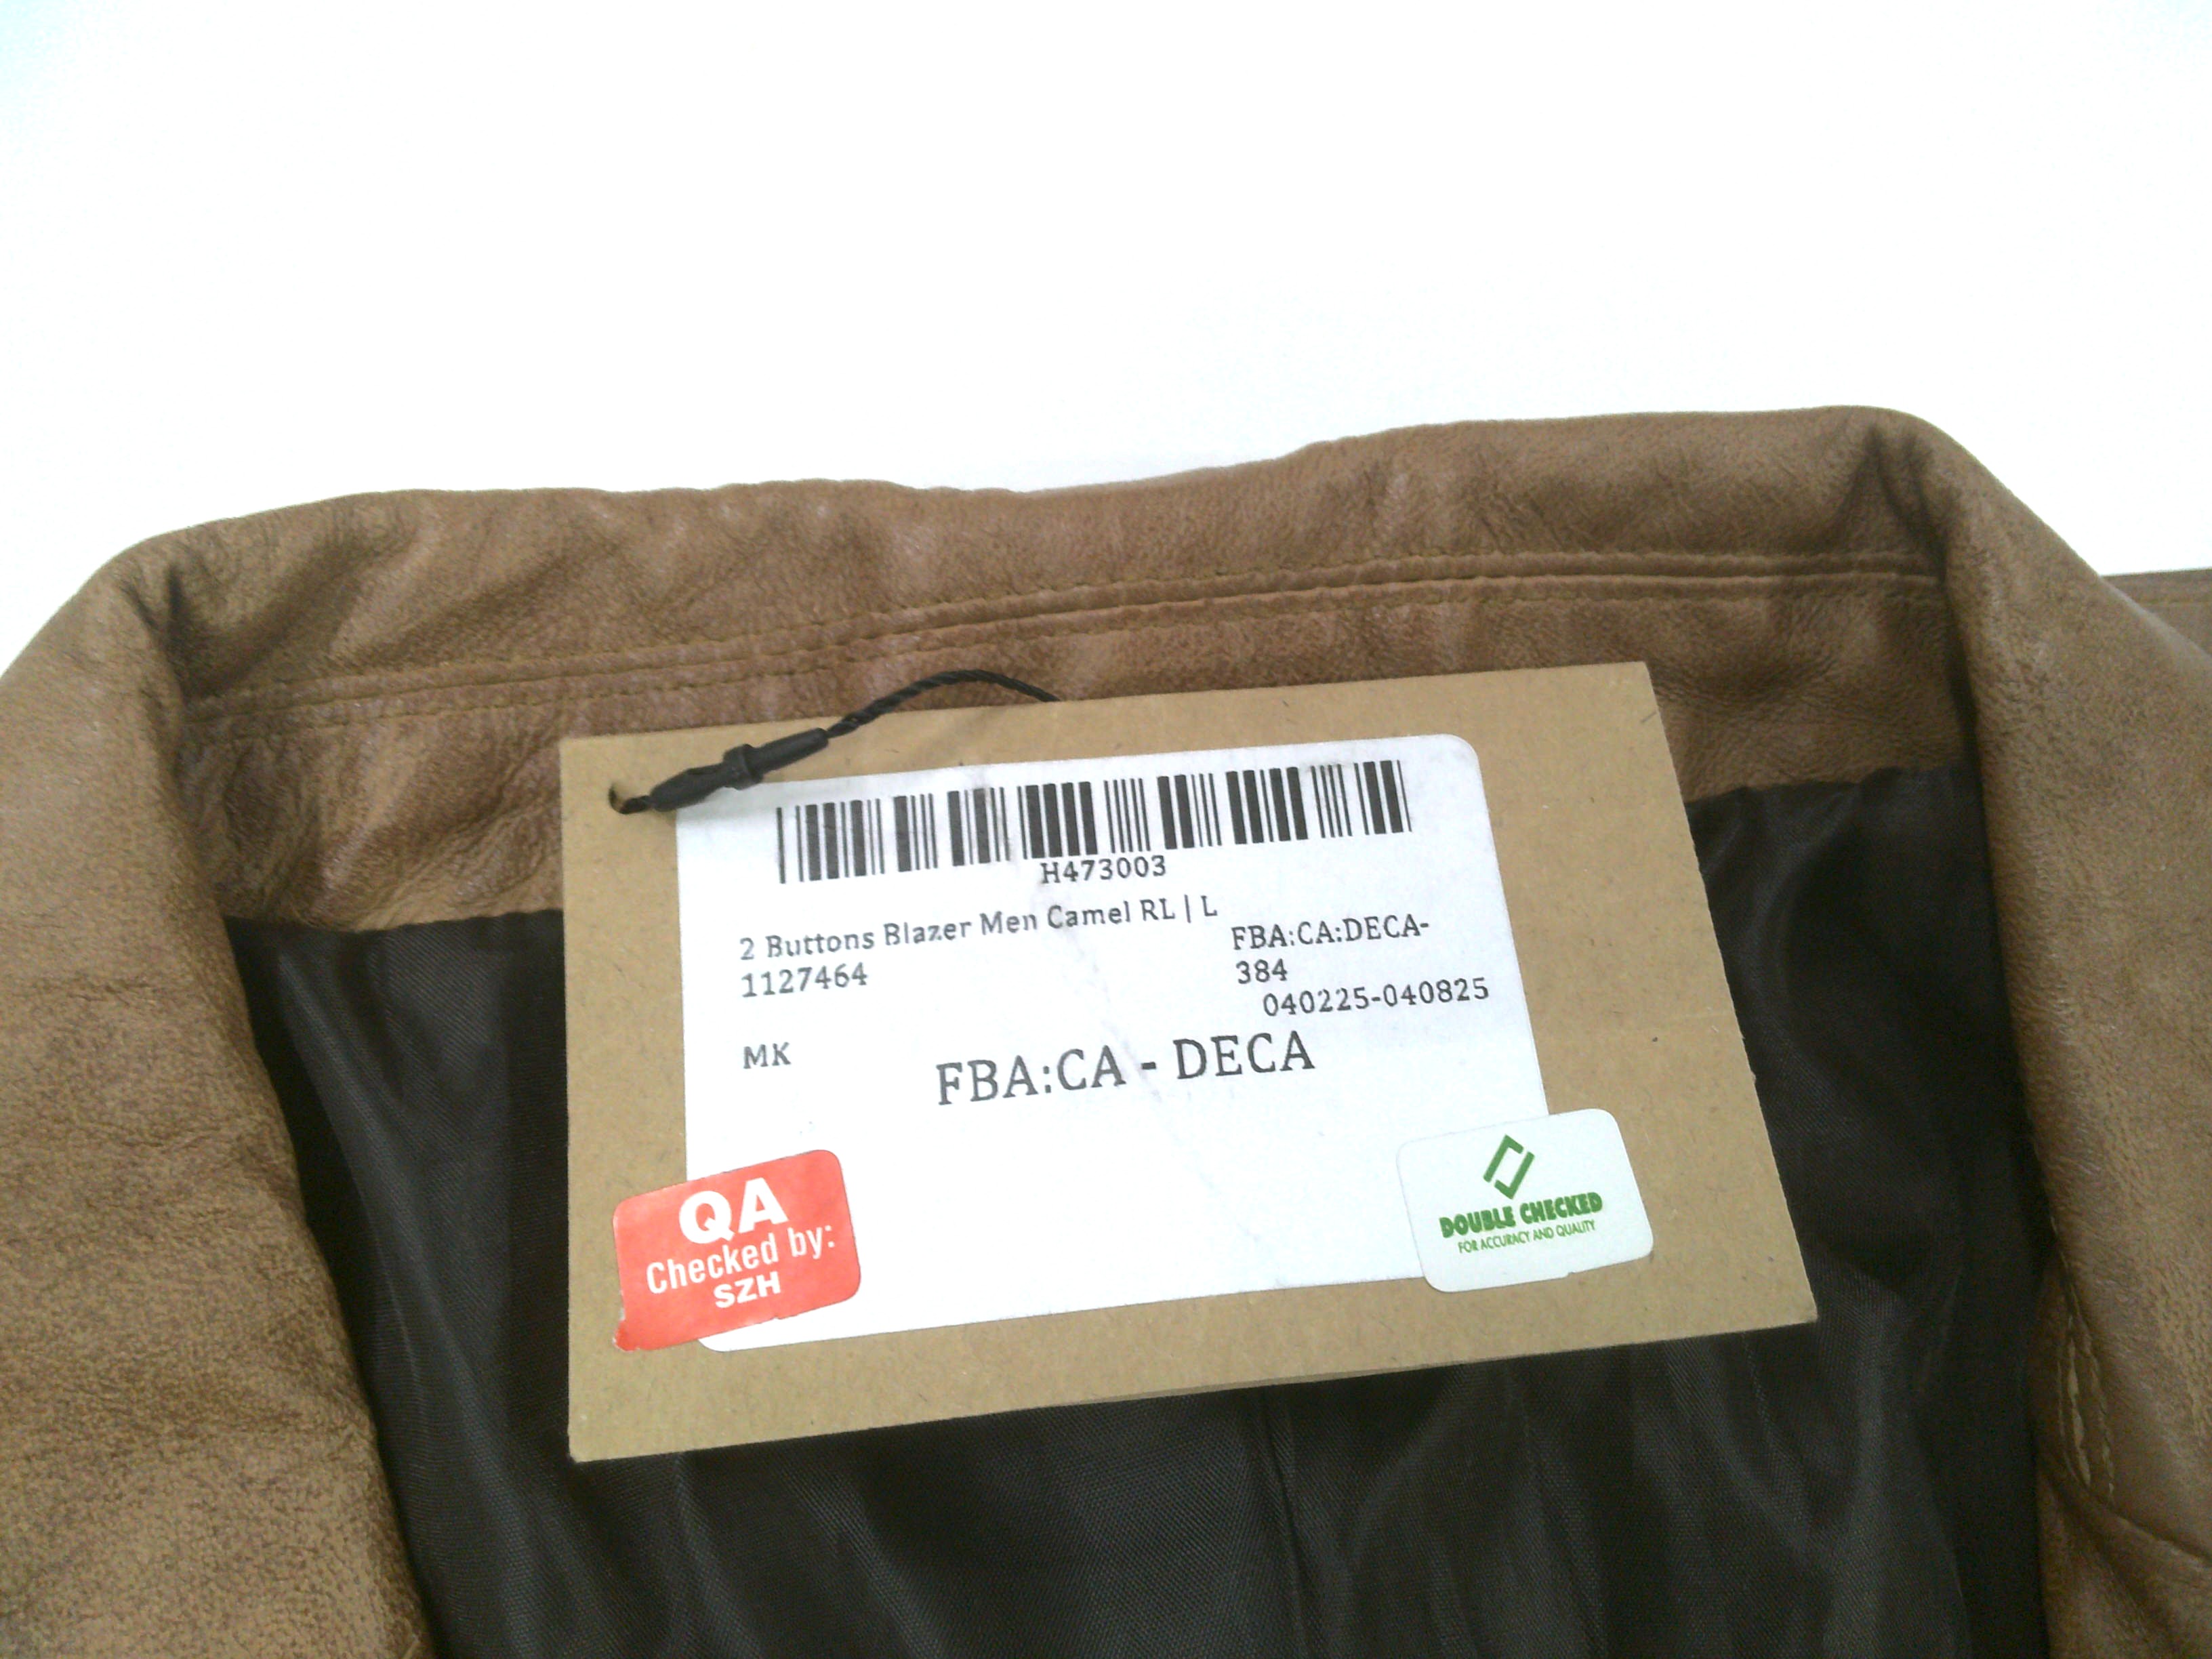 H473003
2 Buttons Blazer Men Camel RL | L
1127464
FBA:CA:DECA-
384
040225-040825
MK
FBA:CA - DECA
QA
Checked by:
SZH
DOUBLE CHECKED
FOR ACCURACY AND QUALITY